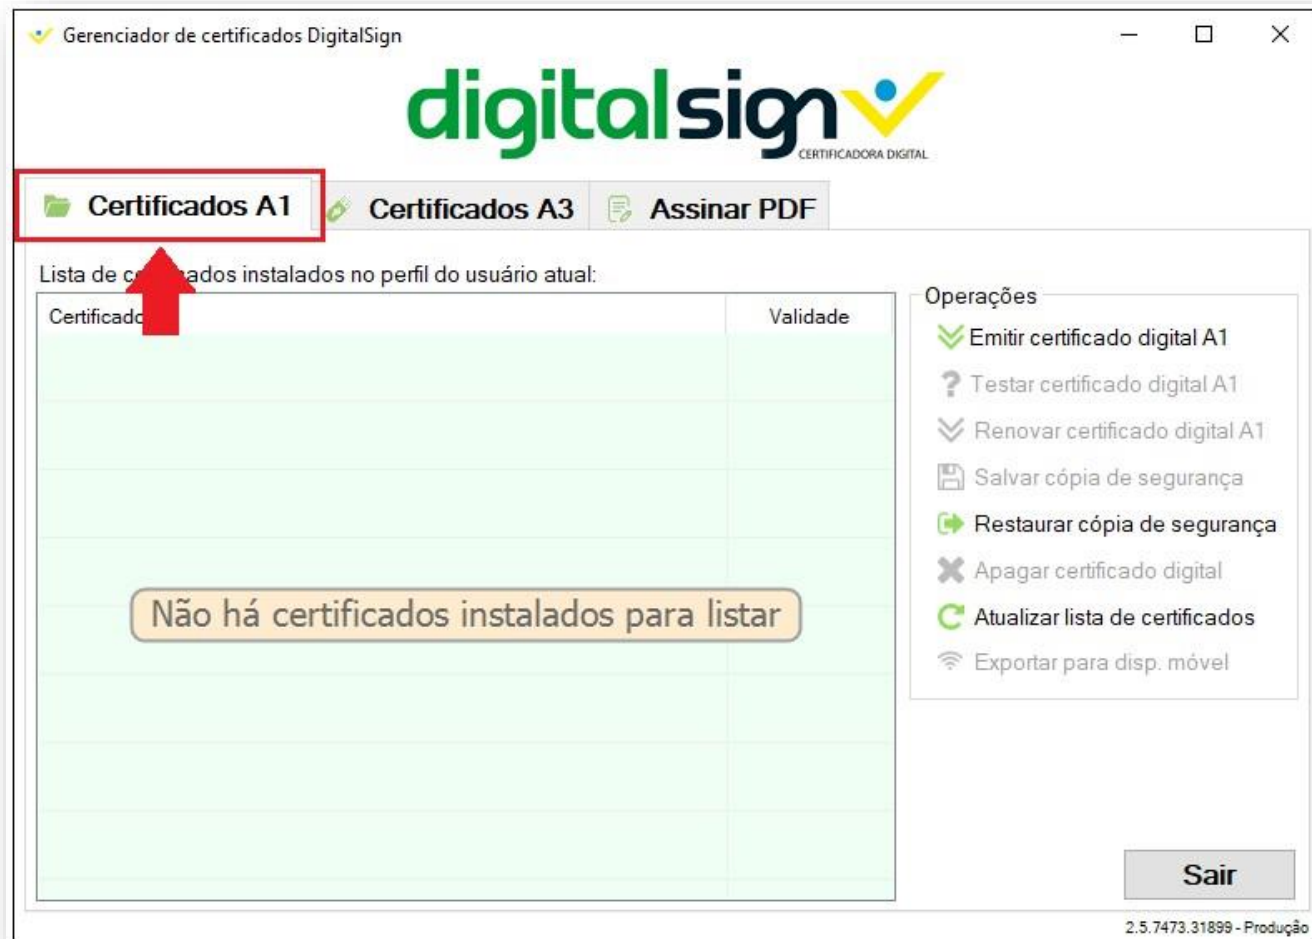 Gerenciador de certificados DigitalSign
digitalsign
CERTIFICADORA DIGITAL
Certificados A1
Certificados A3
Assinar PDF
Lista de instalados no perfil do usuário atual:
Validade
Não há certificados instalados para listar
Operações
Emitir certificado digital A1
Testar certificado digital A1
Renovar certificado digital A1
Salvar cópia de segurança
Restaurar cópia de segurança
Apagar certificado digital
Atualizar lista de certificados
Exportar para disp. móvel
Sair
2.5.7473.31899 - Produção